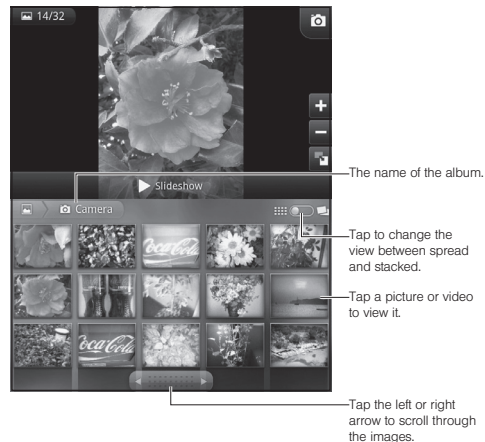 14/32
Slideshow
Camera
Coca-Cola
Coca-Cola
The name of the album.
Tap to change the
view between spread
and stacked.
Tap a picture or video
to view it.
Tap the left or right
arrow to scroll through
the images.